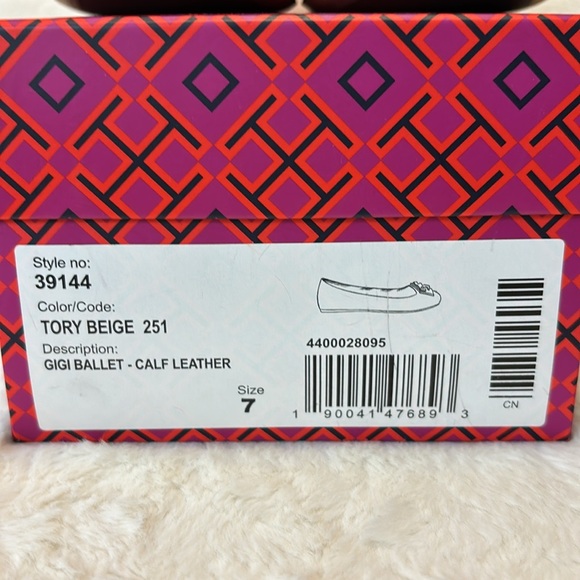 Style no:
39144
Color/Code:
TORY BEIGE 251
Description:
GIGI BALLET - CALF LEATHER
Size
7
4400028095
1 90041 47689 3
CN